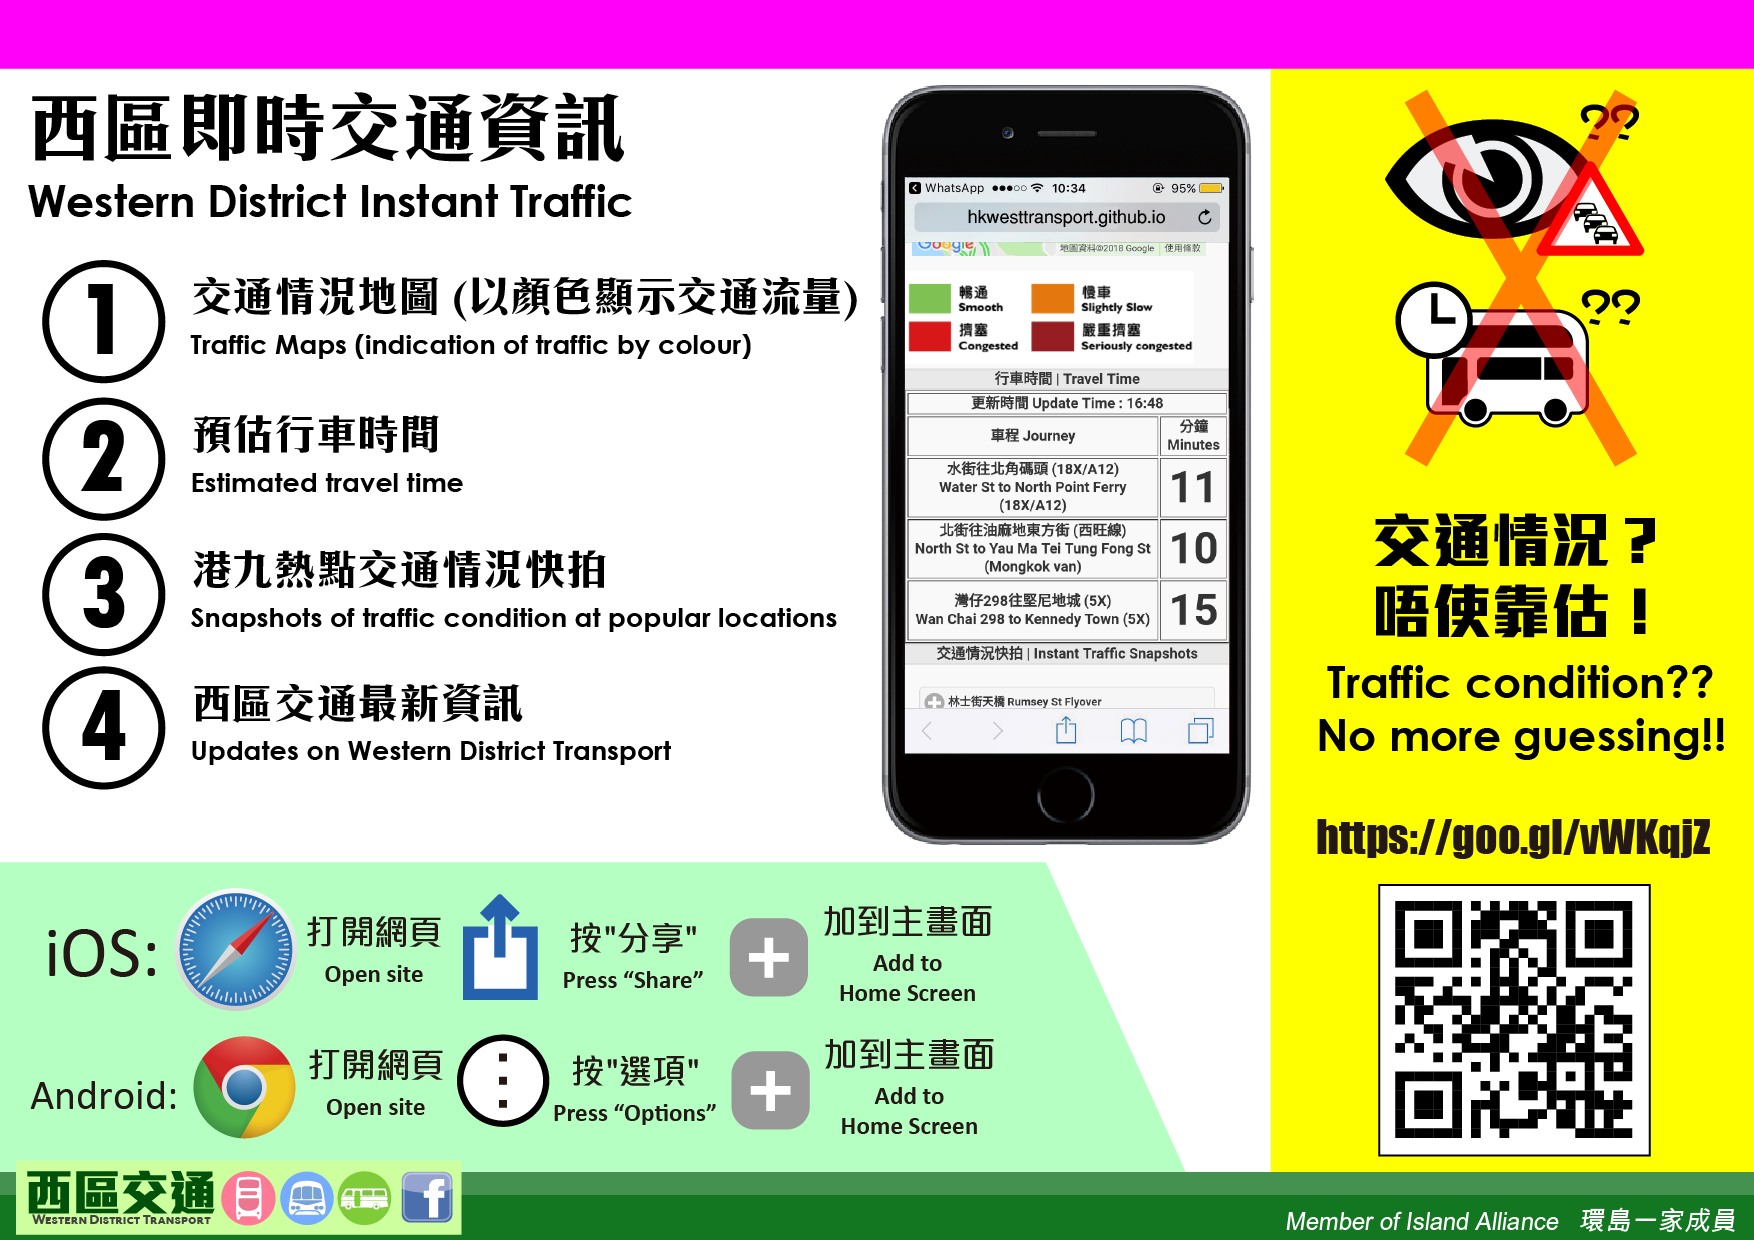 西區即時交通資訊
Western District Instant Traffic
1
交通情況地圖 (以顏色顯示交通流量)
Traffic Maps (indication of traffic by colour)
2
預估行車時間
Estimated travel time
3
港九熱點交通情況快拍
Snapshots of traffic condition at popular locations
4
西區交通最新資訊
Updates on Western District Transport
WhatsApp 10:34 95%
hkwesttransport.github.io
Google 地圖資料©2018 Google 使用條款
暢通
Smooth
慢車
Slightly Slow
擠塞
Congested
嚴重擠塞
Seriously congested
行車時間 | Travel Time
更新時間 Update Time : 16:48
車程 Journey
分鐘
Minutes
水街往北角碼頭 (18X/A12)
Water St to North Point Ferry
(18X/A12)
11
北街往油麻地東方街 (西旺線)
North St to Yau Ma Tei Tung Fong St
(Mongkok van)
10
灣仔298往堅尼地城 (5X)
Wan Chai 298 to Kennedy Town (5X)
15
交通情況快拍 | Instant Traffic Snapshots
林士街天橋 Rumsey St Flyover
??
??
交通情況？
唔使靠估！
Traffic condition??
No more guessing!!
https://goo.gl/vWKqjZ
iOS:
打開網頁
Open site
按"分享"
Press “Share”
加到主畫面
Add to
Home Screen
Android:
打開網頁
Open site
按"選項"
Press “Options”
加到主畫面
Add to
Home Screen
西區交通
WESTERN DISTRICT TRANSPORT
f
Member of Island Alliance 環島一家成員